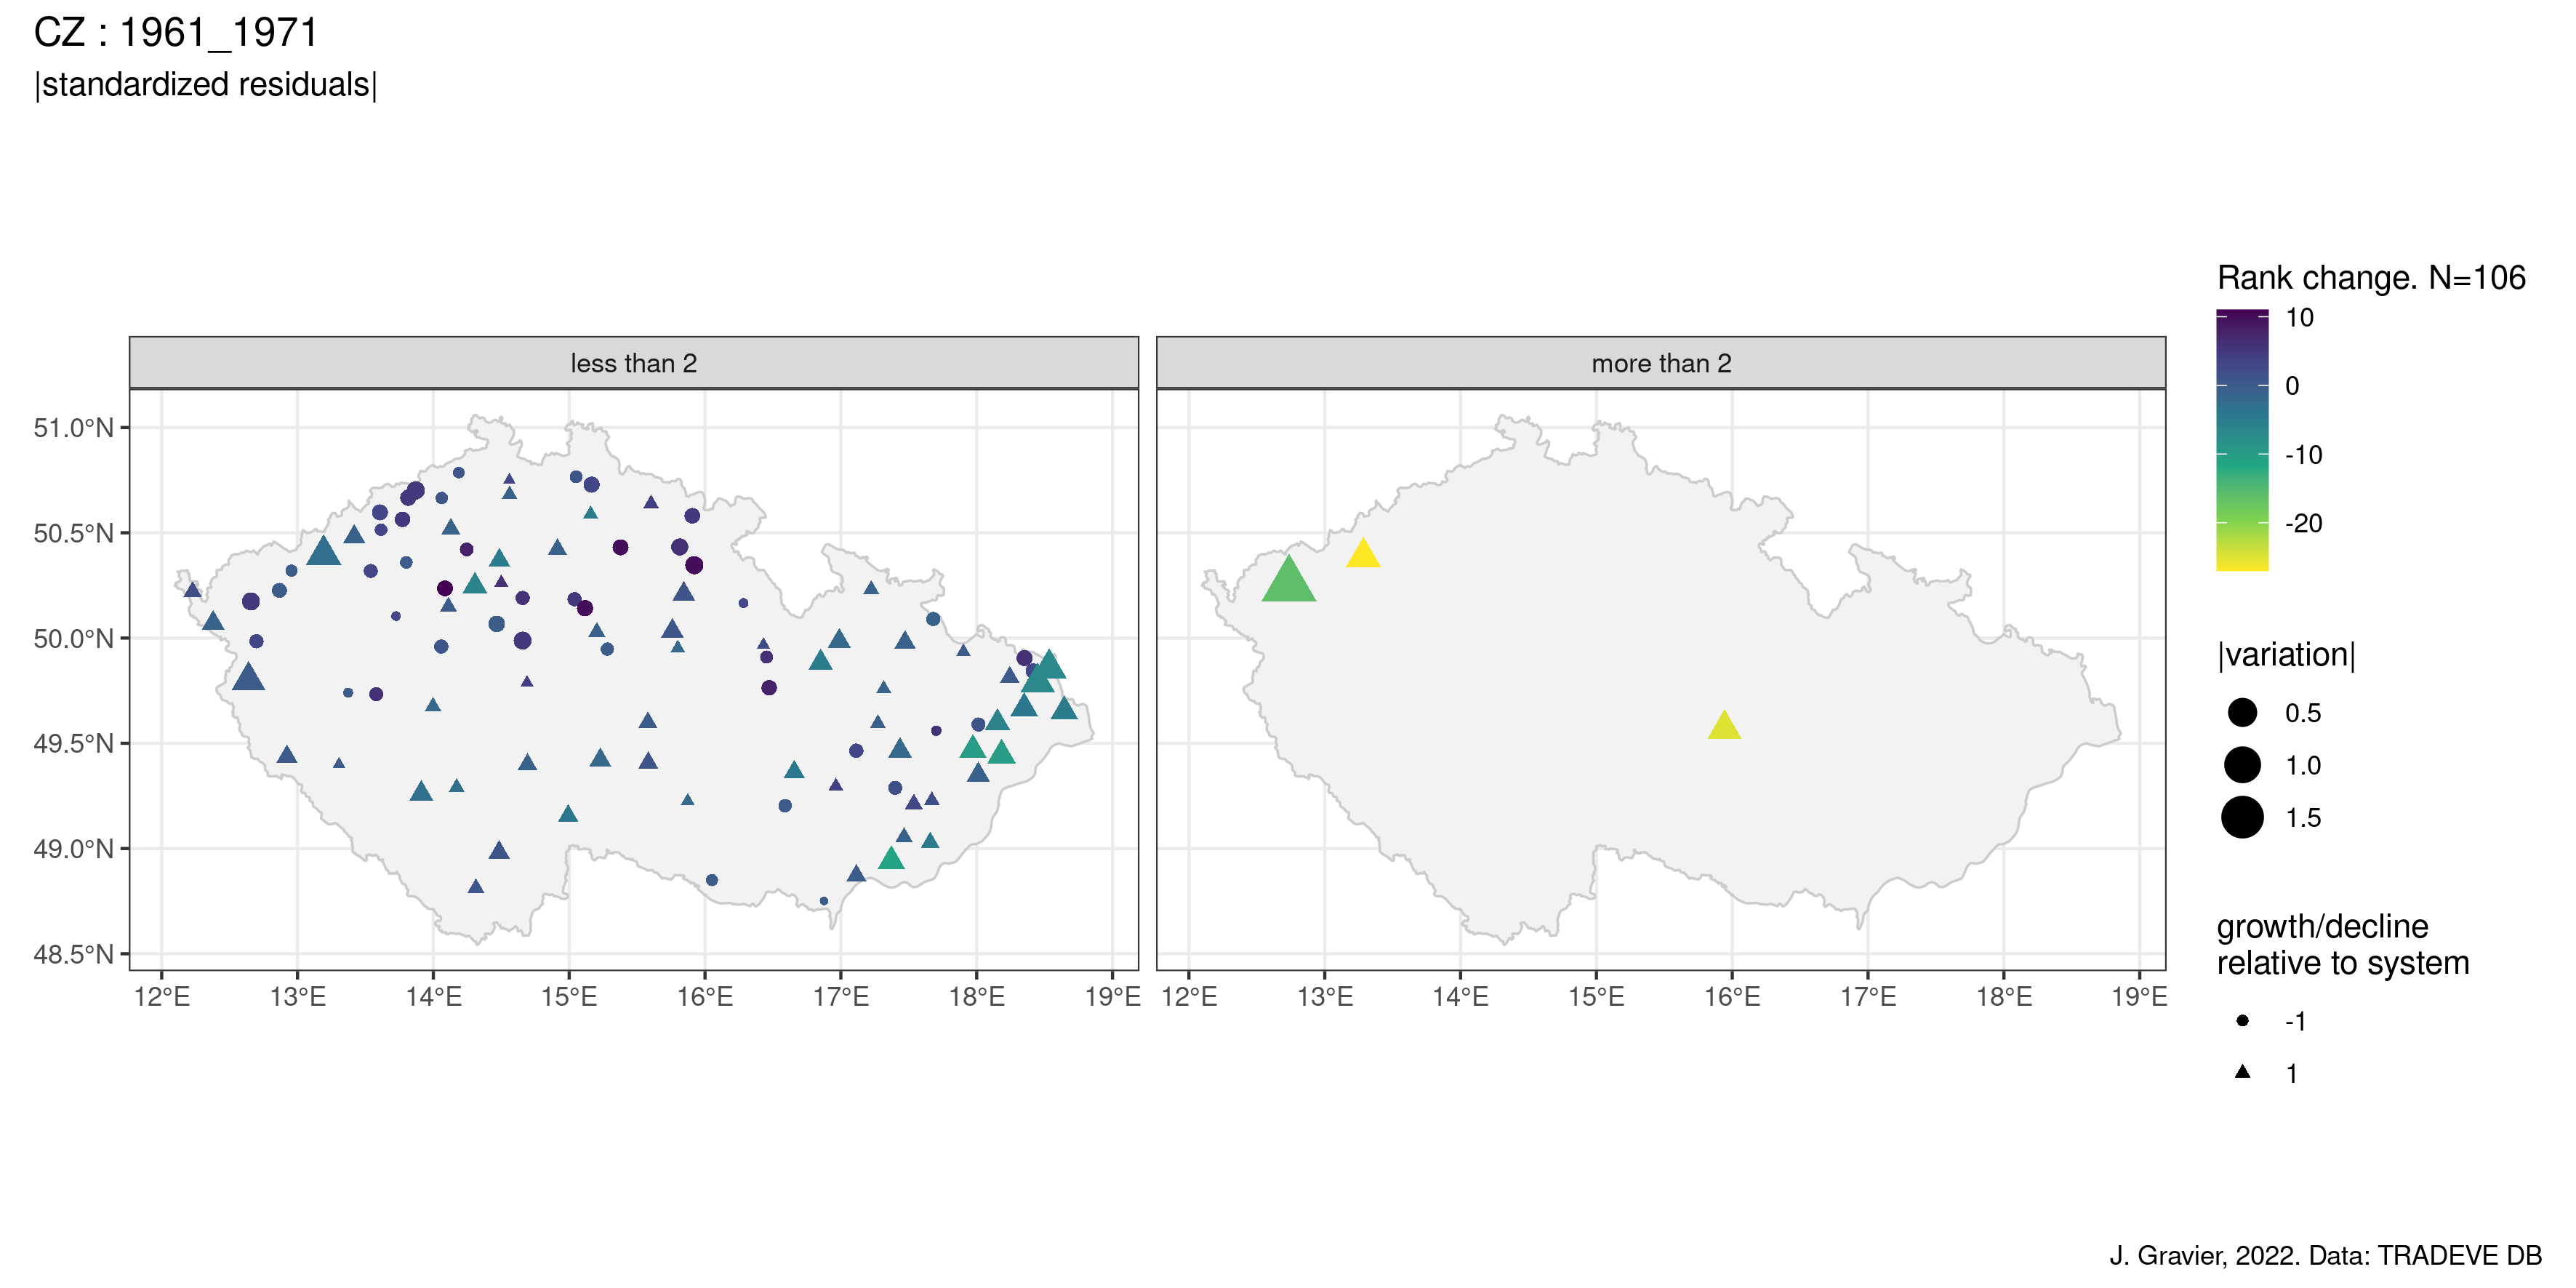 CZ : 1961_1971
|standardized residuals|
less than 2
more than 2
51.0°N
50.5°N
50.0°N
49.5°N
49.0°N
48.5°N
12°E 13°E 14°E 15°E 16°E 17°E 18°E 19°E
12°E 13°E 14°E 15°E 16°E 17°E 18°E 19°E
Rank change. N=106
10
0
-10
-20
|variation|
0.5
1.0
1.5
growth/decline
relative to system
-1
1
J. Gravier, 2022. Data: TRADEVE DB